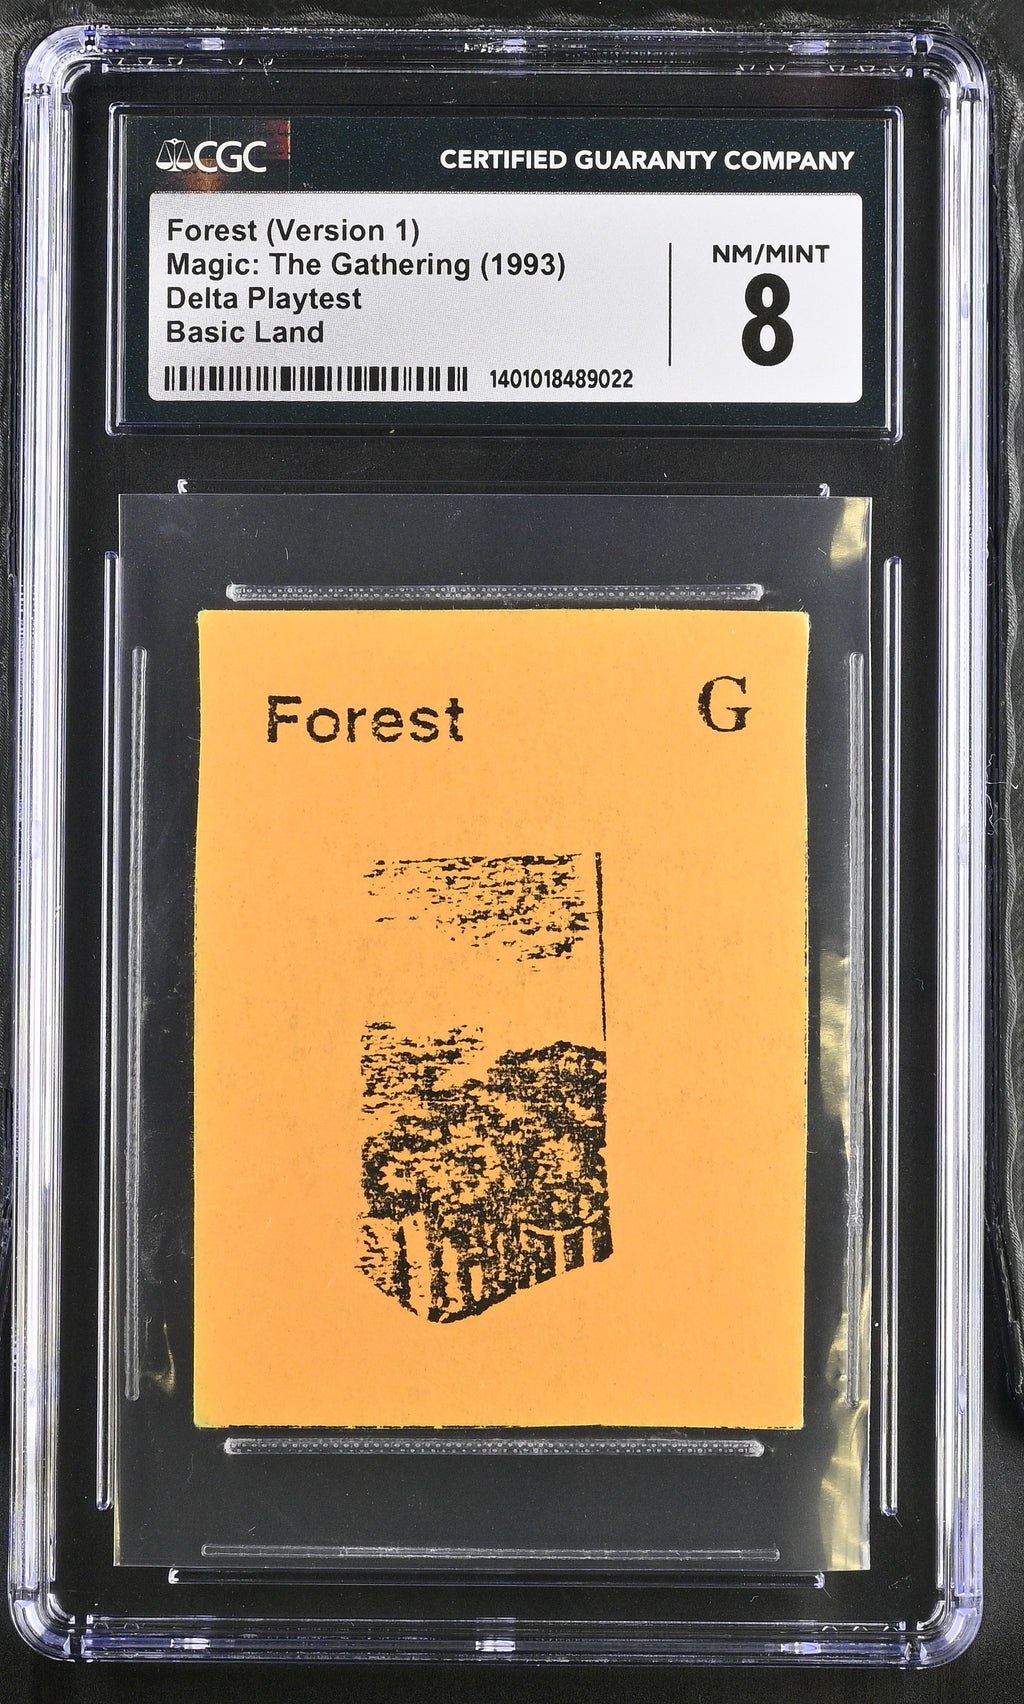 CGC
CERTIFIED GUARANTY COMPANY
Forest (Version 1)
Magic: The Gathering (1993)
Delta Playtest
Basic Land
1401018489022
NM/MINT
8
Forest
G